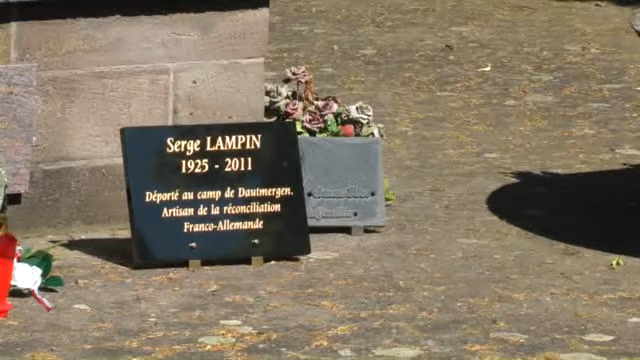 Serge LAMPIN
1925 - 2011
Déporté au camp de Dautmergen.
Artisan de la réconciliation
Franco-Allemande